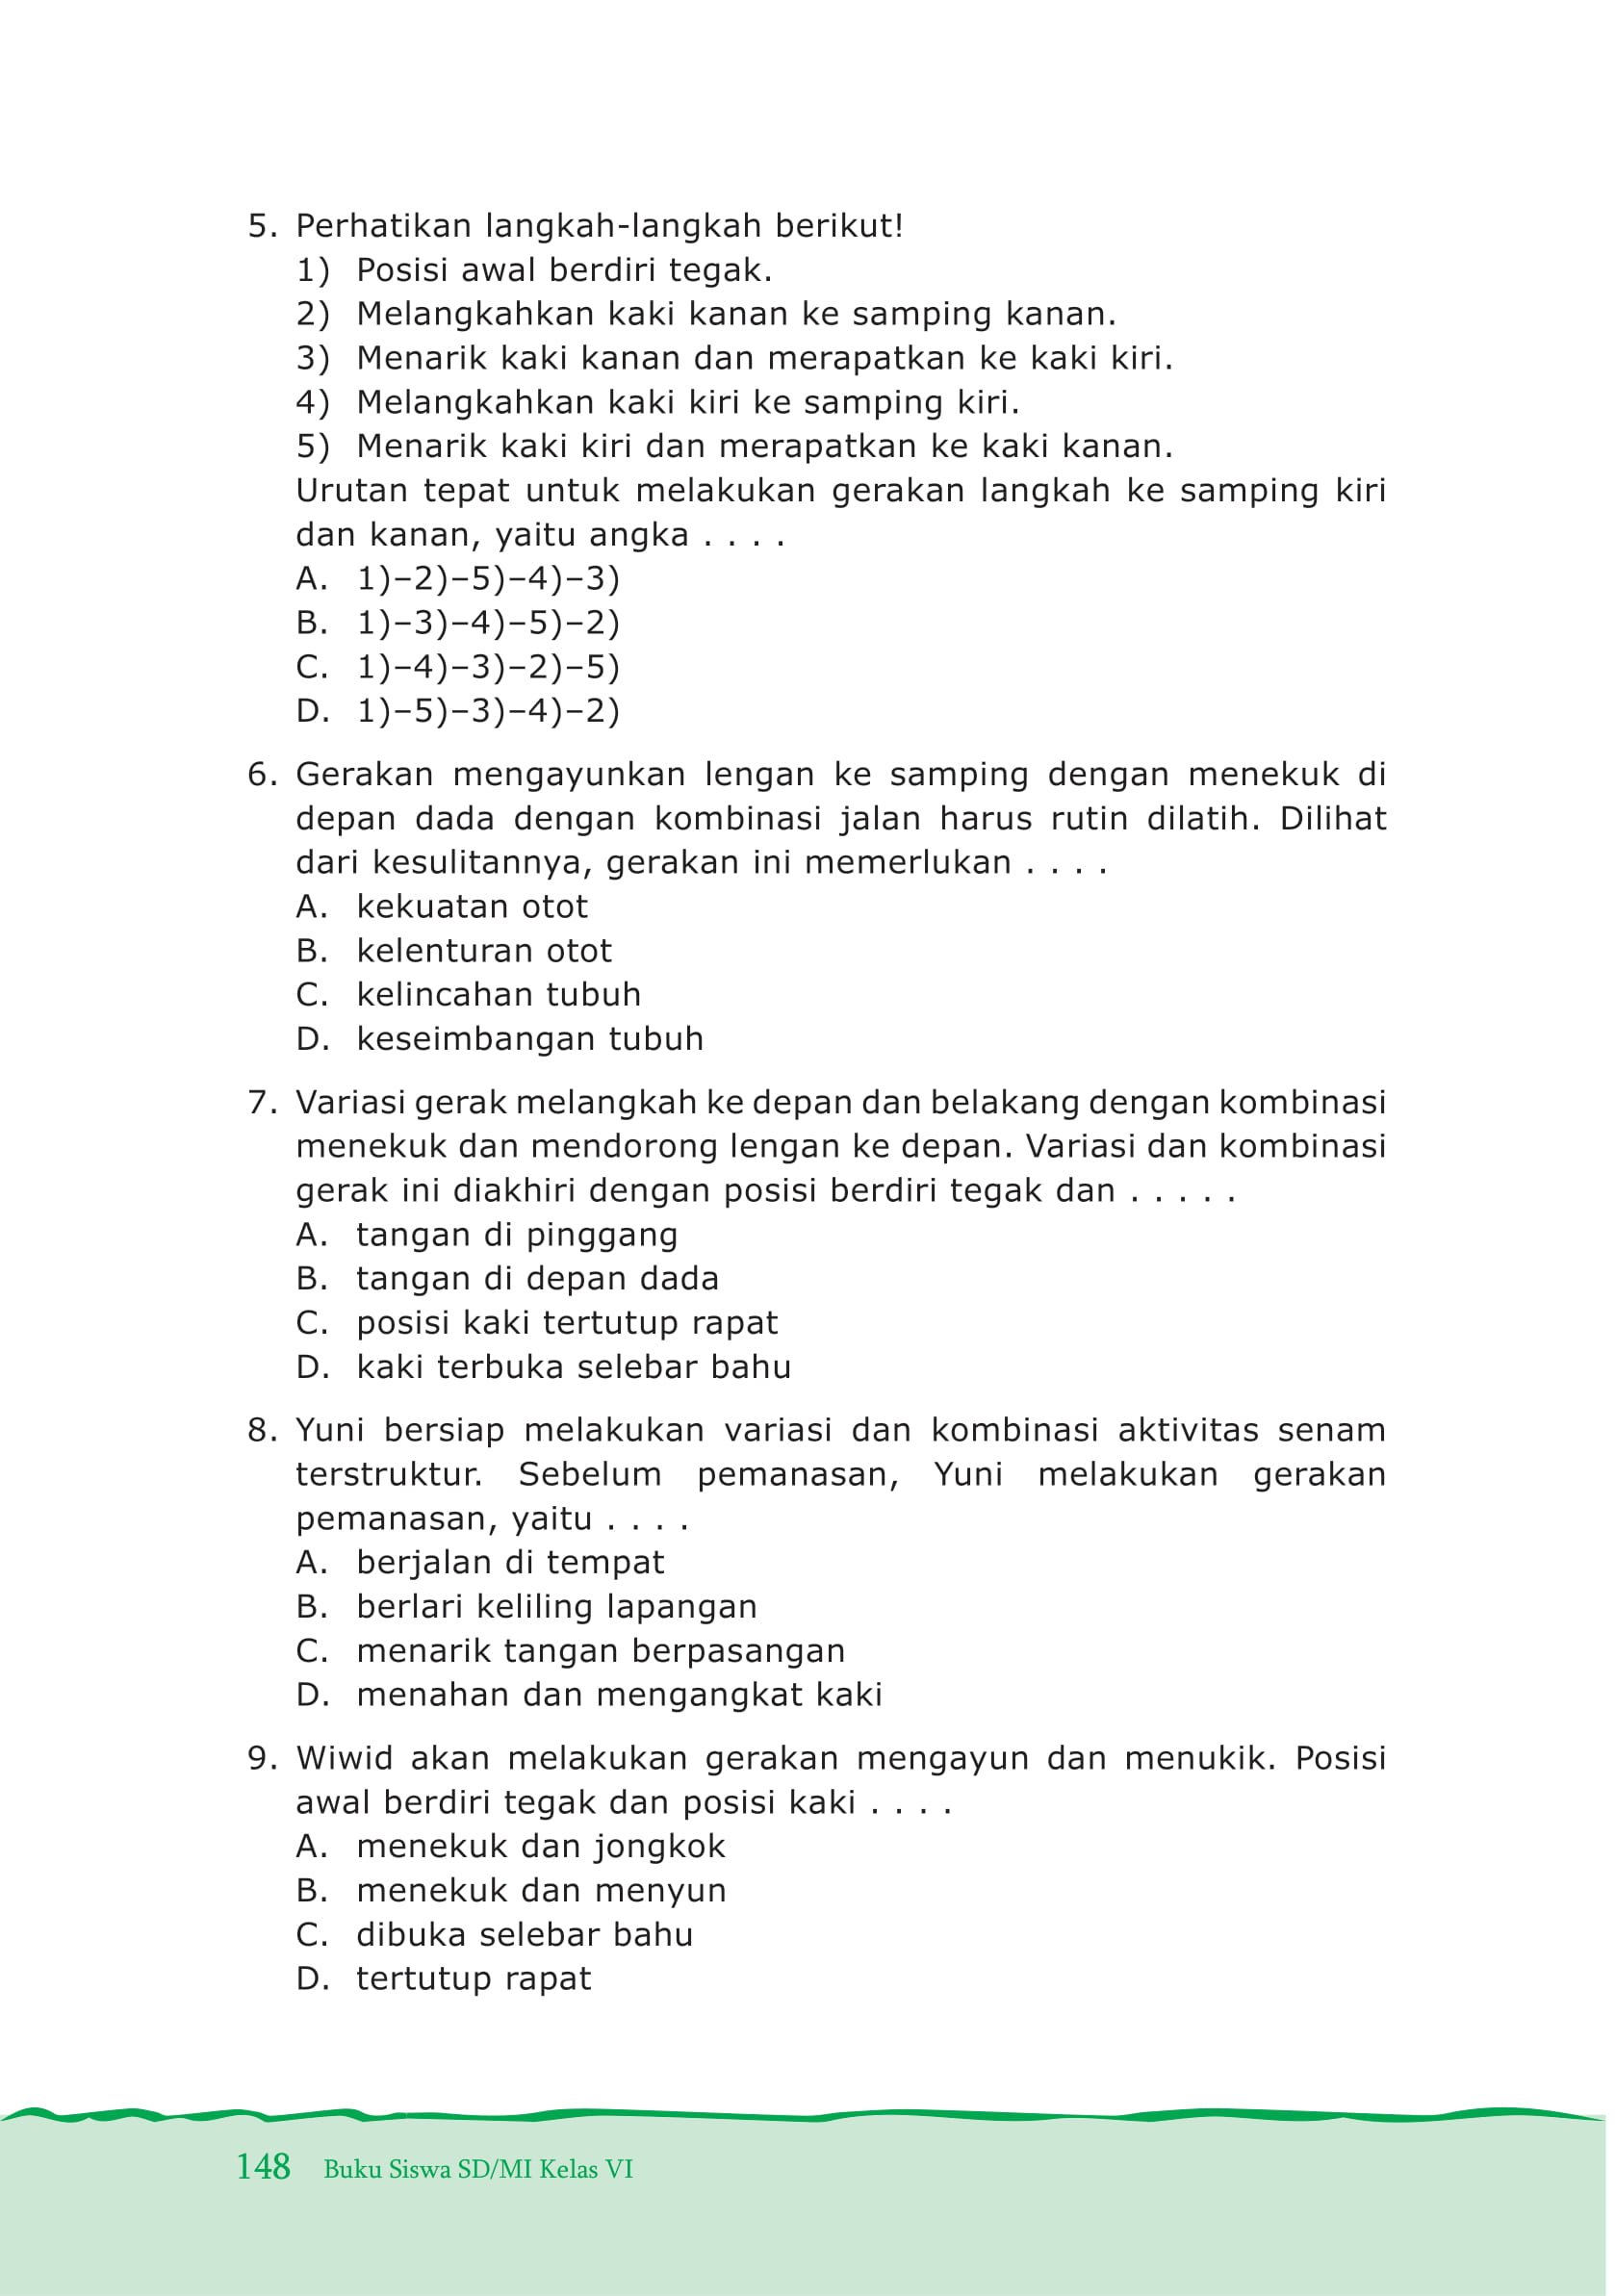 5. Perhatikan langkah-langkah berikut!
1) Posisi awal berdiri tegak.
2) Melangkahkan kaki kanan ke samping kanan.
3) Menarik kaki kanan dan merapatkan ke kaki kiri.
4) Melangkahkan kaki kiri ke samping kiri.
5) Menarik kaki kiri dan merapatkan ke kaki kanan.
Urutan tepat untuk melakukan gerakan langkah ke samping kiri
dan kanan, yaitu angka . . . .
A. 1)–2)–5)–4)–3)
B. 1)–3)–4)–5)–2)
C. 1)–4)–3)–2)–5)
D. 1)–5)–3)–4)–2)
6. Gerakan mengayunkan lengan ke samping dengan menekuk di
depan dada dengan kombinasi jalan harus rutin dilatih. Dilihat
dari kesulitannya, gerakan ini memerlukan . . . .
A. kekuatan otot
B. kelenturan otot
C. kelincahan tubuh
D. keseimbangan tubuh
7. Variasi gerak melangkah ke depan dan belakang dengan kombinasi
menekuk dan mendorong lengan ke depan. Variasi dan kombinasi
gerak ini diakhiri dengan posisi berdiri tegak dan . . . . .
A. tangan di pinggang
B. tangan di depan dada
C. posisi kaki tertutup rapat
D. kaki terbuka selebar bahu
8. Yuni bersiap melakukan variasi dan kombinasi aktivitas senam
terstruktur. Sebelum pemanasan, Yuni melakukan gerakan
pemanasan, yaitu . . . .
A. berjalan di tempat
B. berlari keliling lapangan
C. menarik tangan berpasangan
D. menahan dan mengangkat kaki
9. Wiwid akan melakukan gerakan mengayun dan menukik. Posisi
awal berdiri tegak dan posisi kaki . . . .
A. menekuk dan jongkok
B. menekuk dan menyun
C. dibuka selebar bahu
D. tertutup rapat
148 Buku Siswa SD/MI Kelas VI